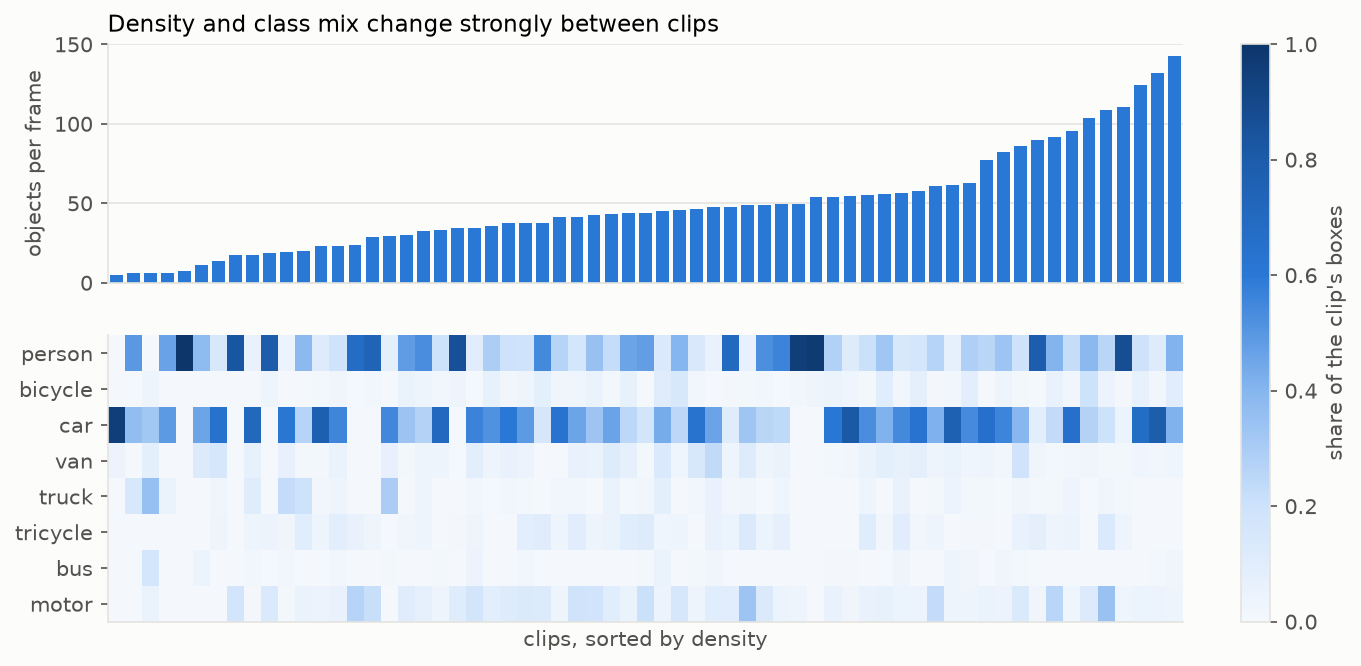 Density and class mix change strongly between clips
objects per frame
150
100
50
0
person
bicycle
car
van
truck
tricycle
bus
motor
clips, sorted by density
1.0
0.8
0.6
0.4
0.2
0.0
share of the clip's boxes